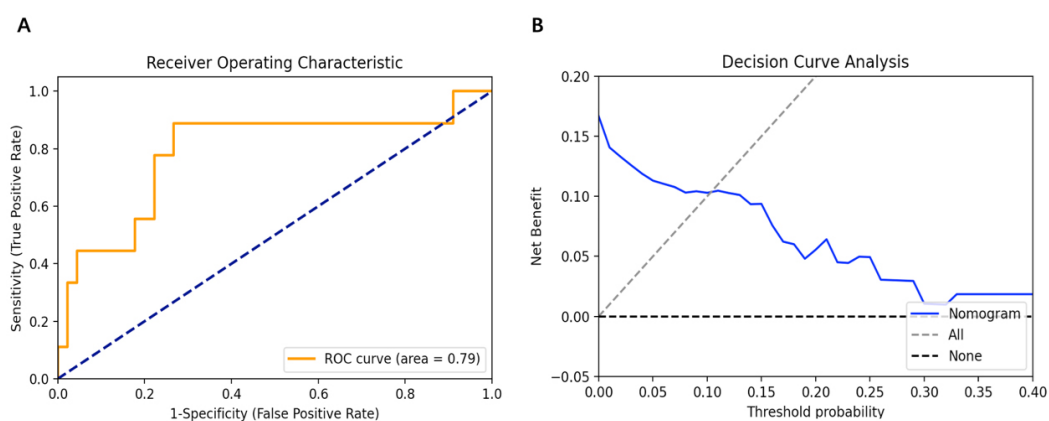 A
Receiver Operating Characteristic
Sensitivity (True Positive Rate)
1.0
0.8
0.6
0.4
0.2
0.0
0.0 0.2 0.4 0.6 0.8 1.0
1-Specificity (False Positive Rate)
ROC curve (area = 0.79)
B
Decision Curve Analysis
Net Benefit
0.20
0.15
0.10
0.05
0.00
−0.05
0.00 0.05 0.10 0.15 0.20 0.25 0.30 0.35 0.40
Threshold probability
Nomogram
All
None